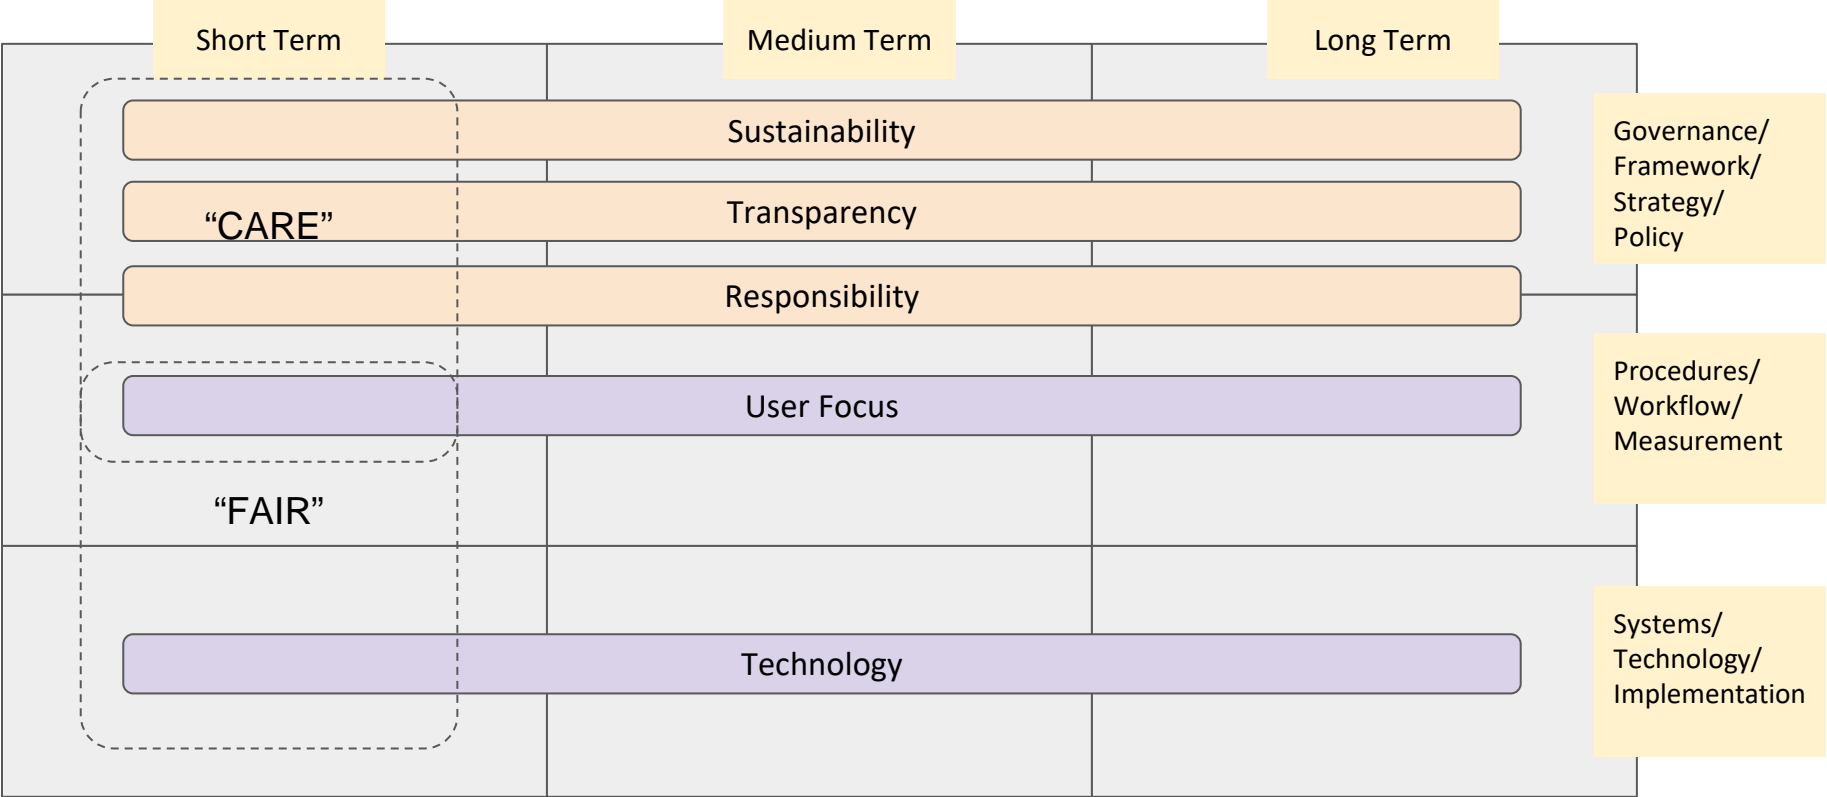 Short Term
Medium Term
Long Term
Sustainability
Governance/
Framework/
Strategy/
Policy
Transparency
“CARE”
Responsibility
User Focus
Procedures/
Workflow/
Measurement
“FAIR”
Technology
Systems/
Technology/
Implementation